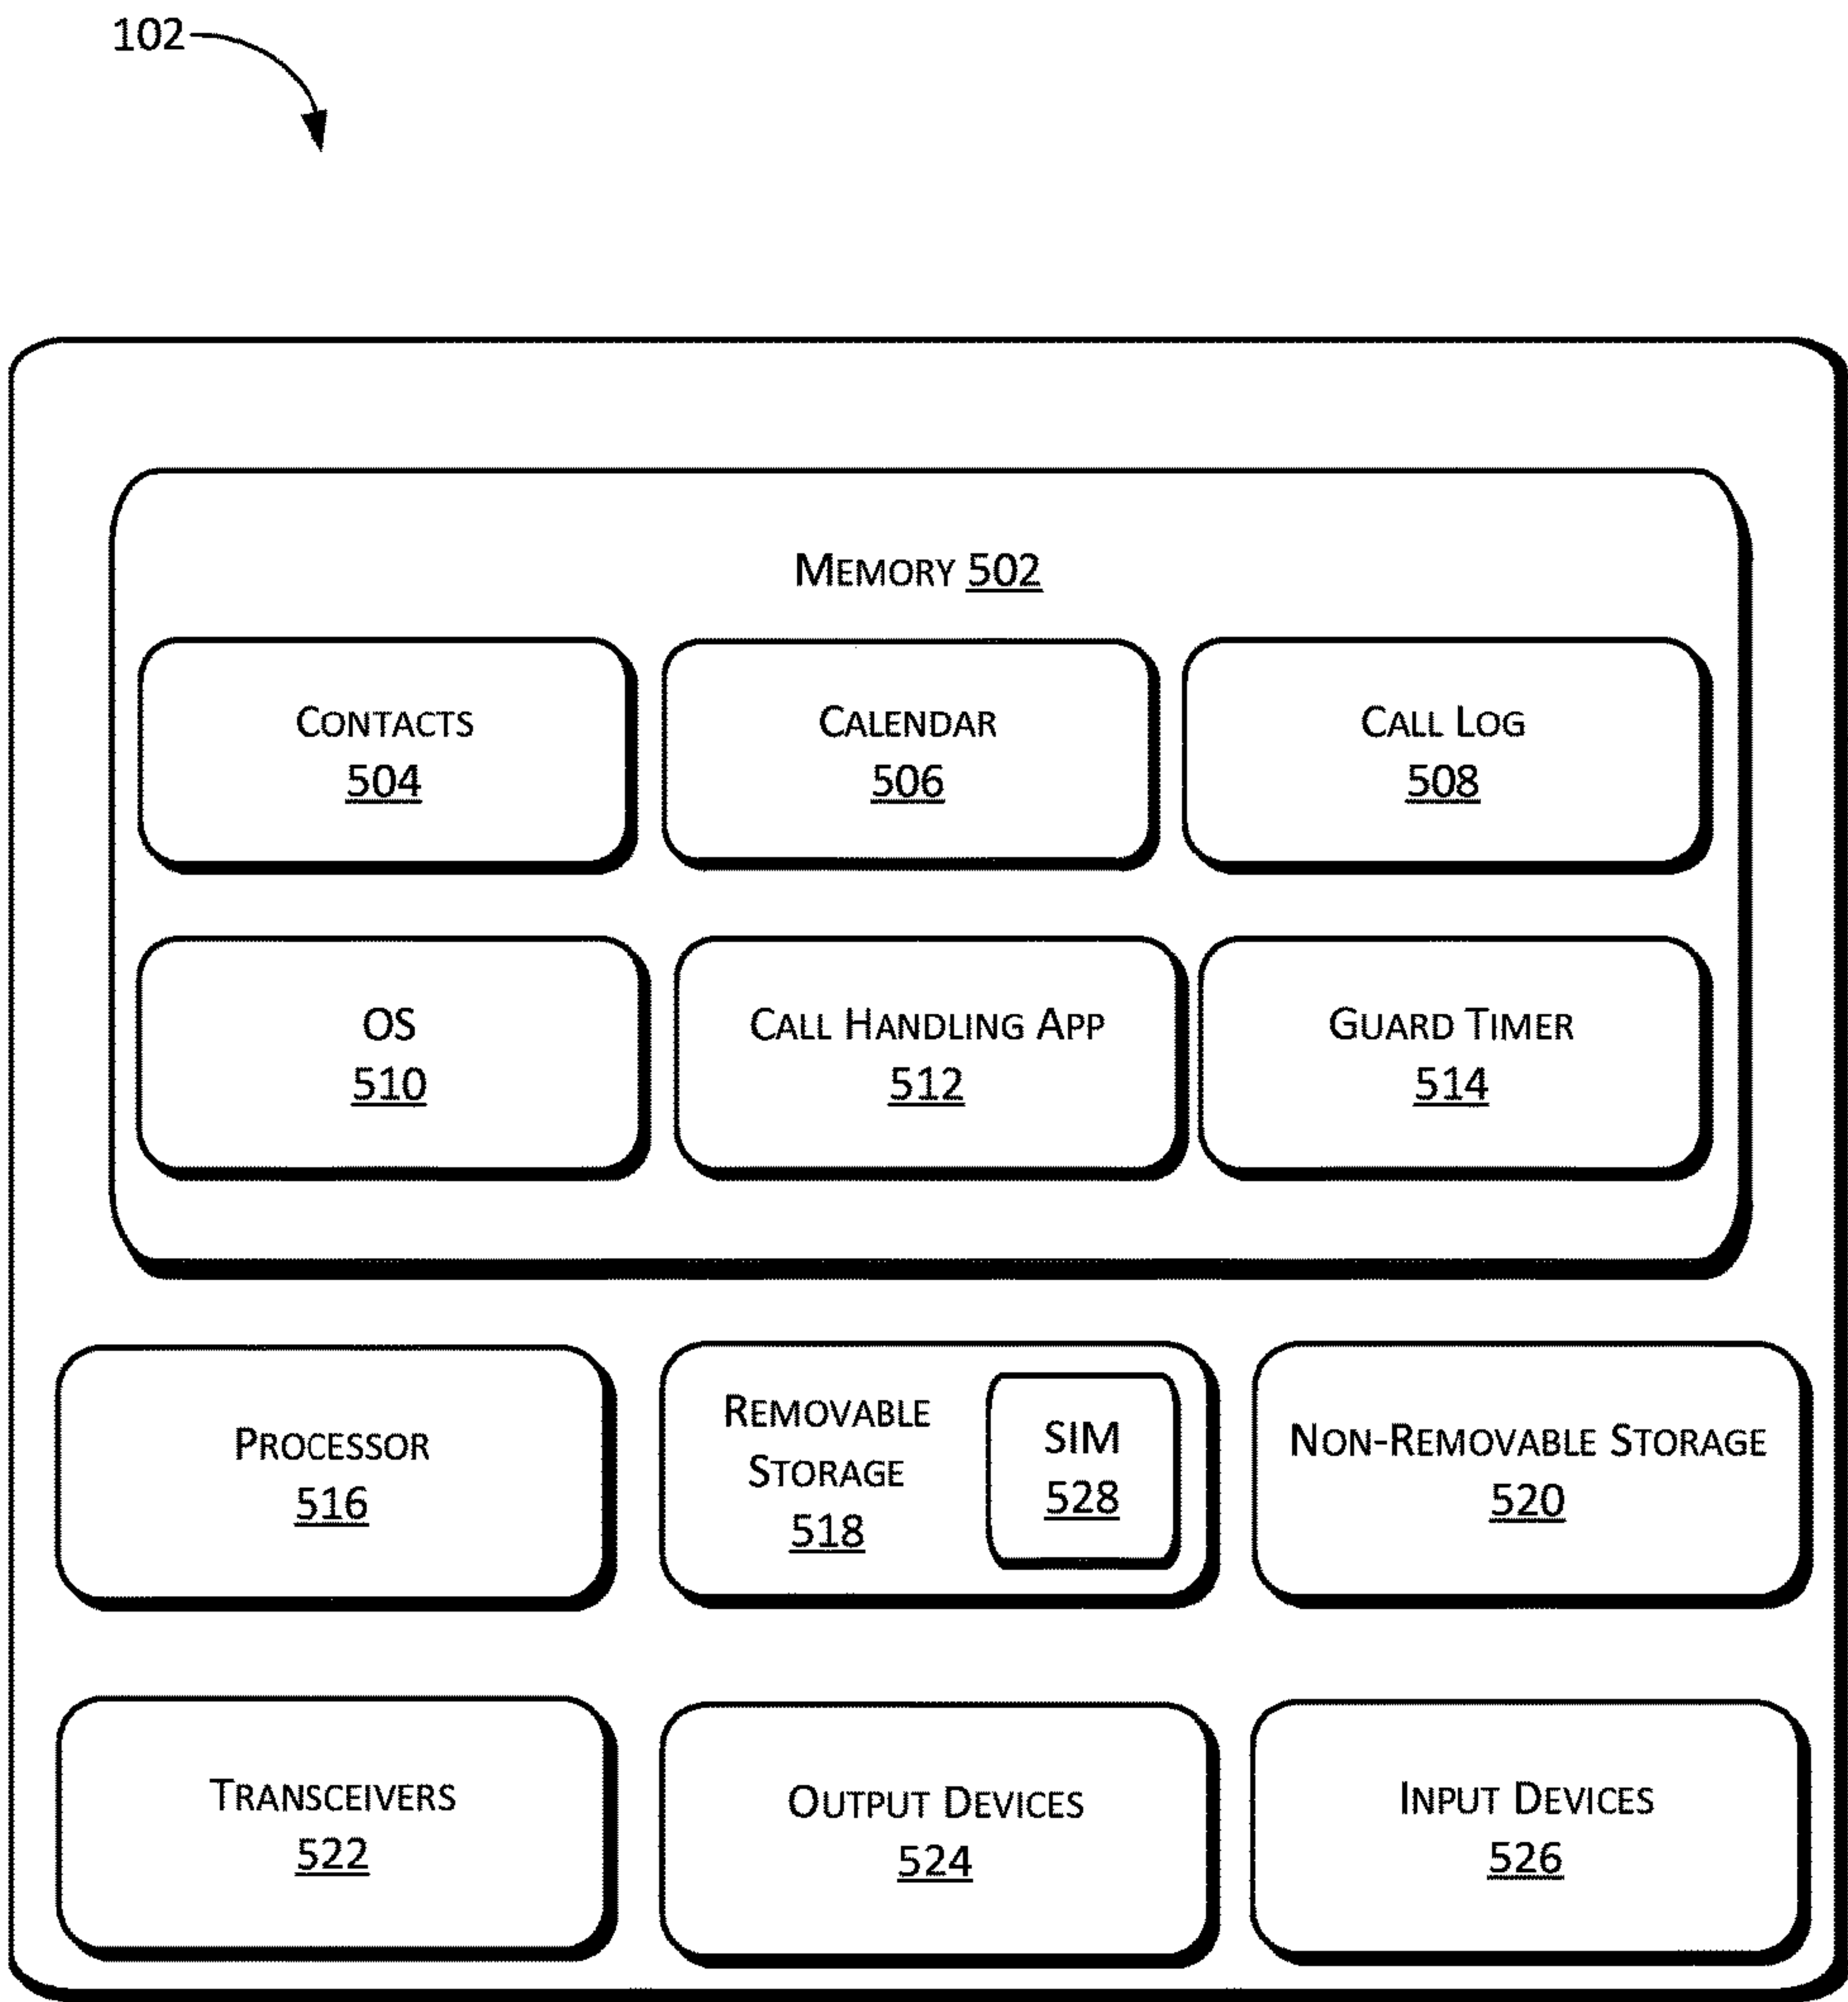 102
MEMORY 502
CONTACTS
504
CALENDAR
506
CALL LOG
508
OS
510
CALL HANDLING APP
512
GUARD TIMER
514
PROCESSOR
516
REMOVABLE
STORAGE
518
SIM
528
NON-REMOVABLE STORAGE
520
TRANSCEIVERS
522
OUTPUT DEVICES
524
INPUT DEVICES
526